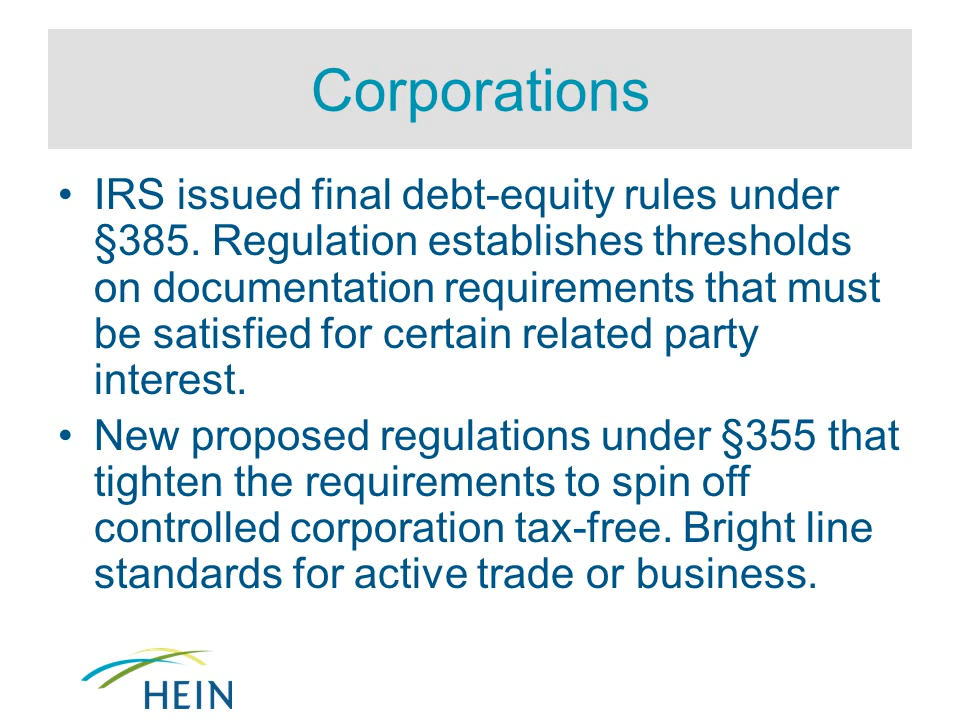 Corporations
• IRS issued final debt-equity rules under
§385. Regulation establishes thresholds
on documentation requirements that must
be satisfied for certain related party
interest.
• New proposed regulations under §355 that
tighten the requirements to spin off
controlled corporation tax-free. Bright line
standards for active trade or business.
HEIN